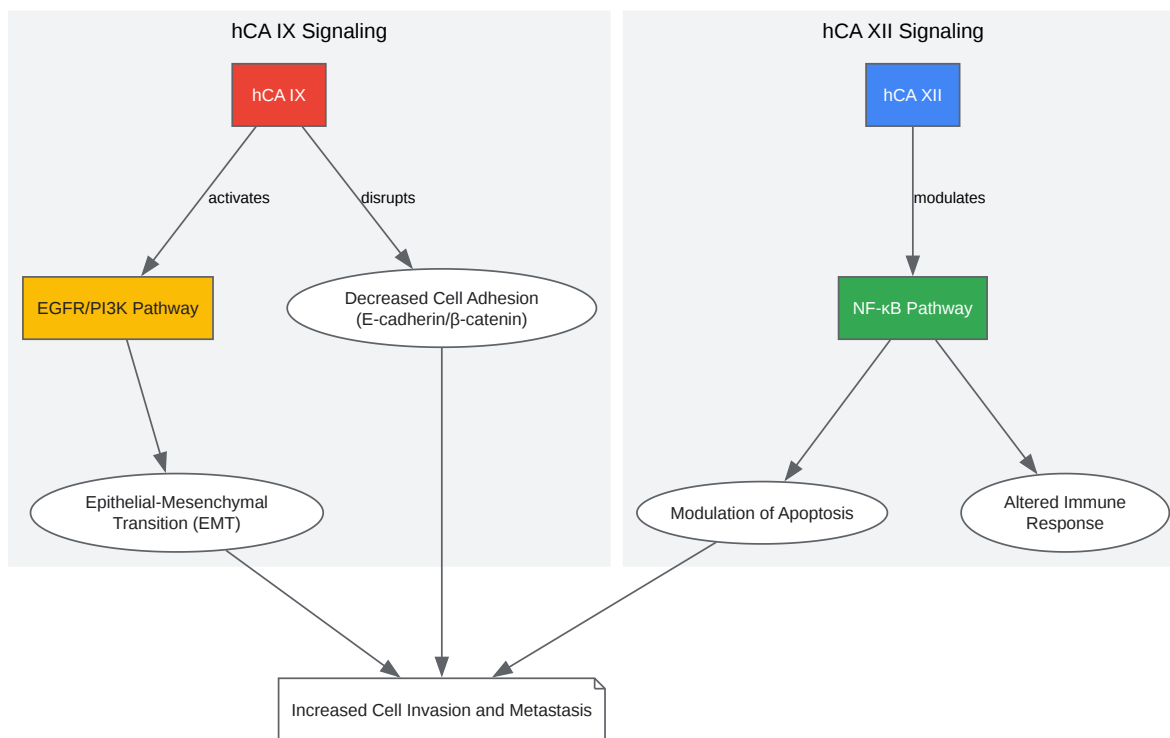 hCA IX Signaling
hCA XII Signaling
hCA IX
hCA XII
activates
disrupts
modulates
EGFR/PI3K Pathway
Decreased Cell Adhesion
(E-cadherin/β-catenin)
NF-κB Pathway
Epithelial-Mesenchymal
Transition (EMT)
Modulation of Apoptosis
Altered Immune
Response
Increased Cell Invasion and Metastasis